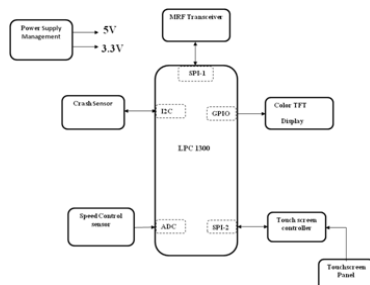 MRF Transceiver
Power Supply
Management
5V
3.3V
SPI-1
Crash Sensor
I2C
GPIO
Color TFT
Display
LPC 1300
Speed Control
sensor
ADC
SPI-2
Touch screen
controller
Touchscreen
Panel